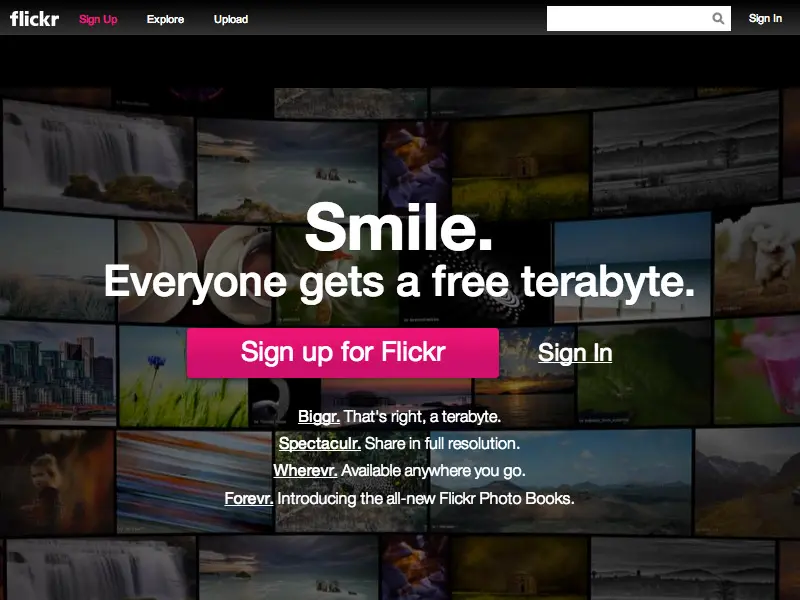 flickr Sign Up Explore Upload Sign In
Smile.
Everyone gets a free terabyte.
Sign up for Flickr Sign In
Biggr. That's right, a terabyte.
Spectaculr. Share in full resolution.
Wherevr. Available anywhere you go.
Forevr. Introducing the all-new Flickr Photo Books.